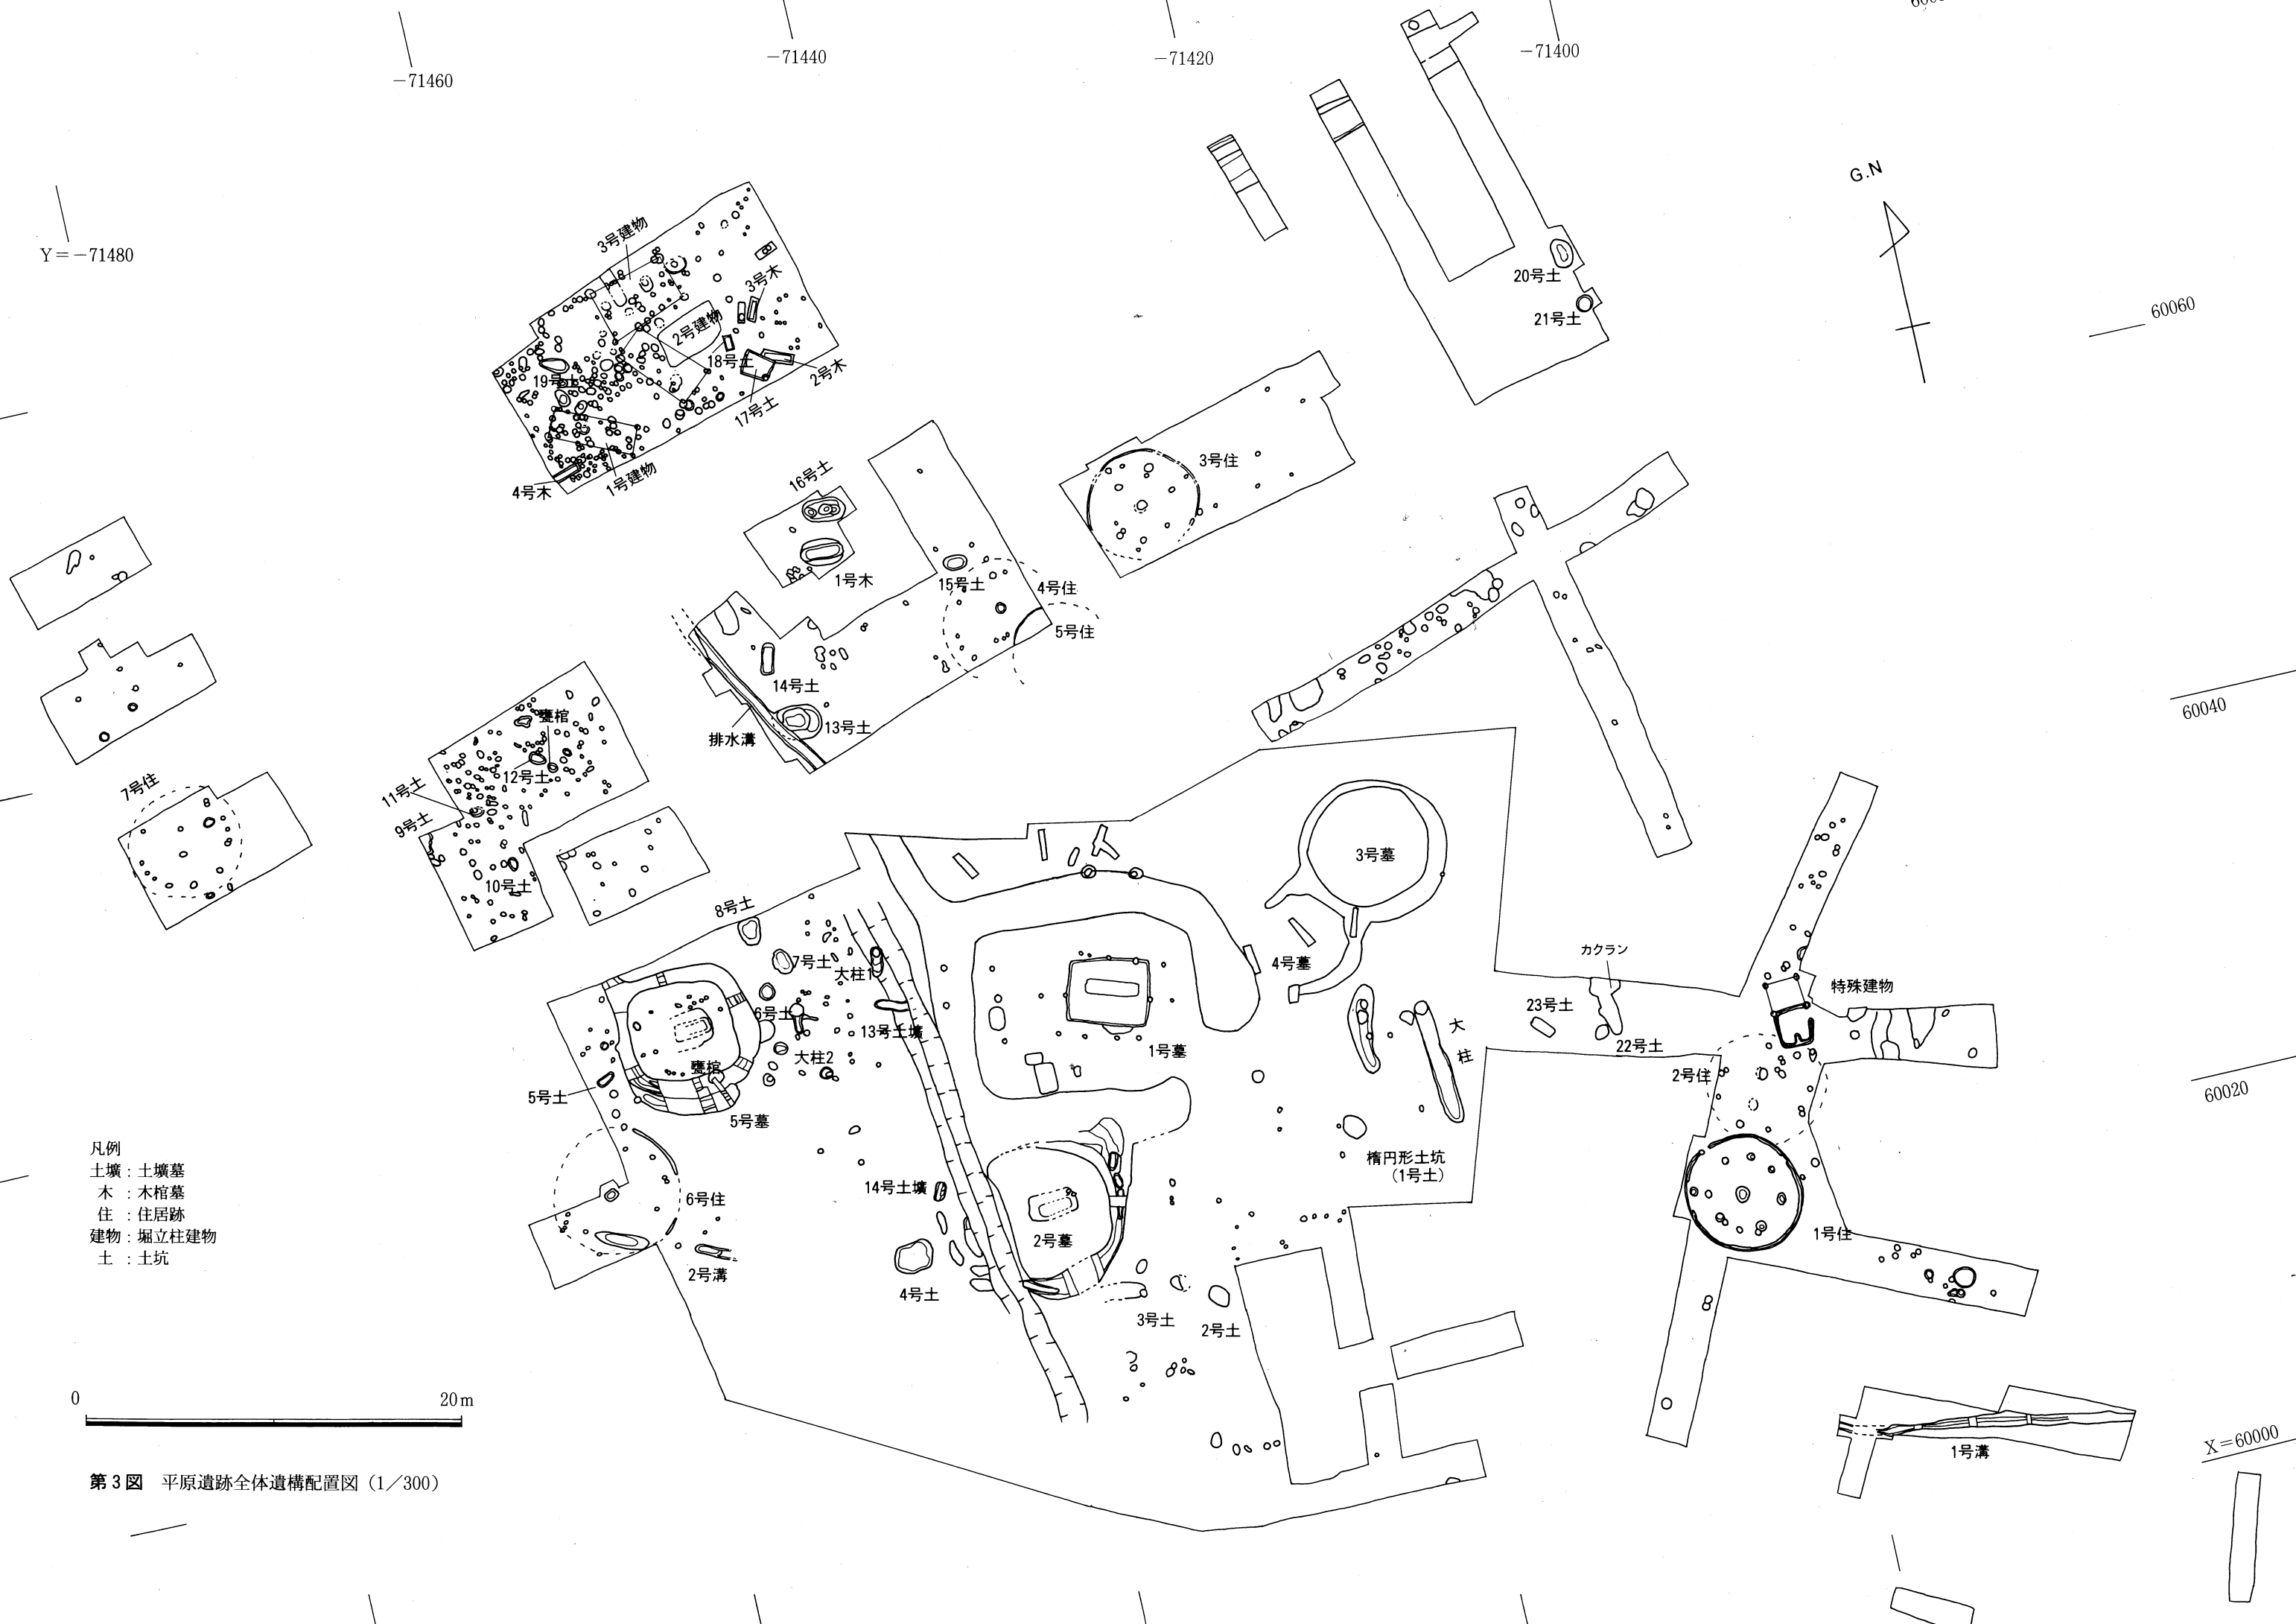 －71460
－71440
－71420
－71400
G.N
Y＝－71480
60060
3号建物
3号木
2号建物
18号土
2号木
19号土
17号土
4号木
1号建物
20号土
21号土
3号住
16号土
1号木
15号土
4号住
5号住
14号土
13号土
排水溝
60040
甕棺
12号土
11号土
9号土
10号土
7号住
8号土
7号土
大柱1
6号土
13号土壙
大柱2
甕棺
5号土
5号墓
3号墓
4号墓
1号墓
大柱
カクラン
23号土
22号土
特殊建物
2号住
60020
楕円形土坑
（1号土）
14号土壙
6号住
2号溝
4号土
2号墓
3号土
2号土
1号住
1号溝
X＝60000
凡例
土壙：土壙墓
木：木棺墓
住：住居跡
建物：堀立柱建物
土：土坑
0 20m
第3図 平原遺跡全体遺構配置図（1／300）